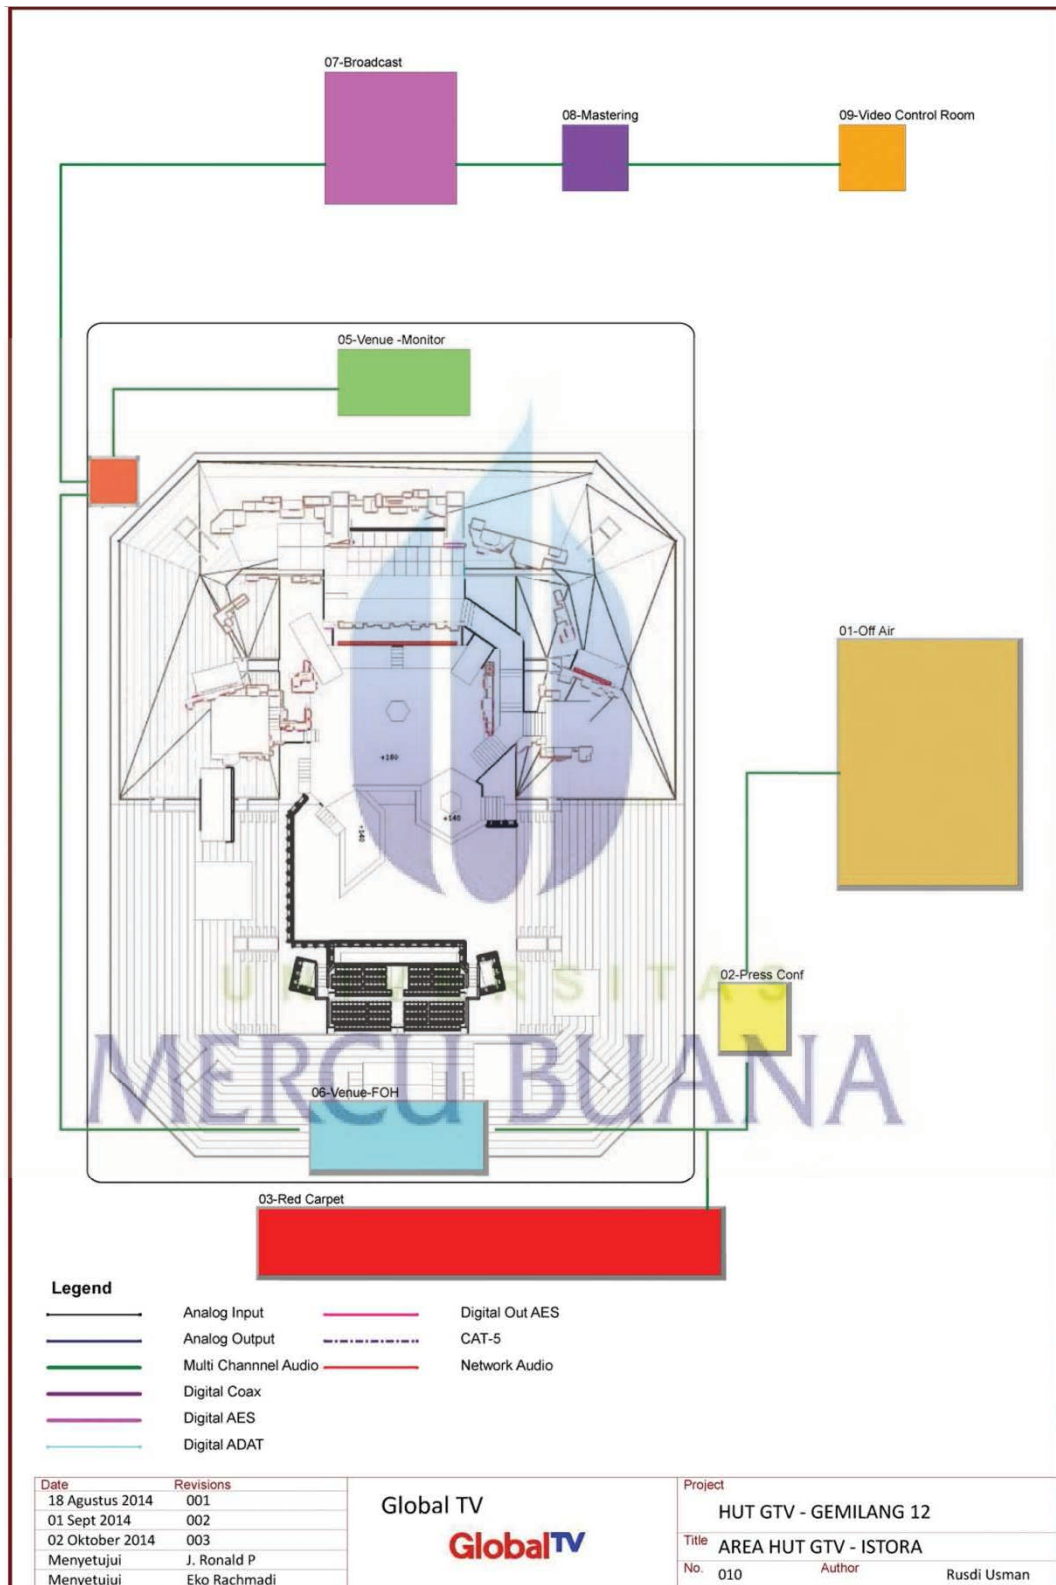 07-Broadcast
08-Mastering
09-Video Control Room
05-Venue -Monitor
01-Off Air
+180
+140
+140
02-Press Conf
UNIVERSITAS
MERCU BUANA
06-Venue-FOH
03-Red Carpet
Legend
Analog Input
Digital Out AES
Analog Output
CAT-5
Multi Channnel Audio
Network Audio
Digital Coax
Digital AES
Digital ADAT
Date Revisions
18 Agustus 2014 001
01 Sept 2014 002
02 Oktober 2014 003
Menyetujui J. Ronald P
Menyetujui Eko Rachmadi
Global TV
GlobalTV
Project
HUT GTV - GEMILANG 12
Title AREA HUT GTV - ISTORA
No. 010 Author Rusdi Usman